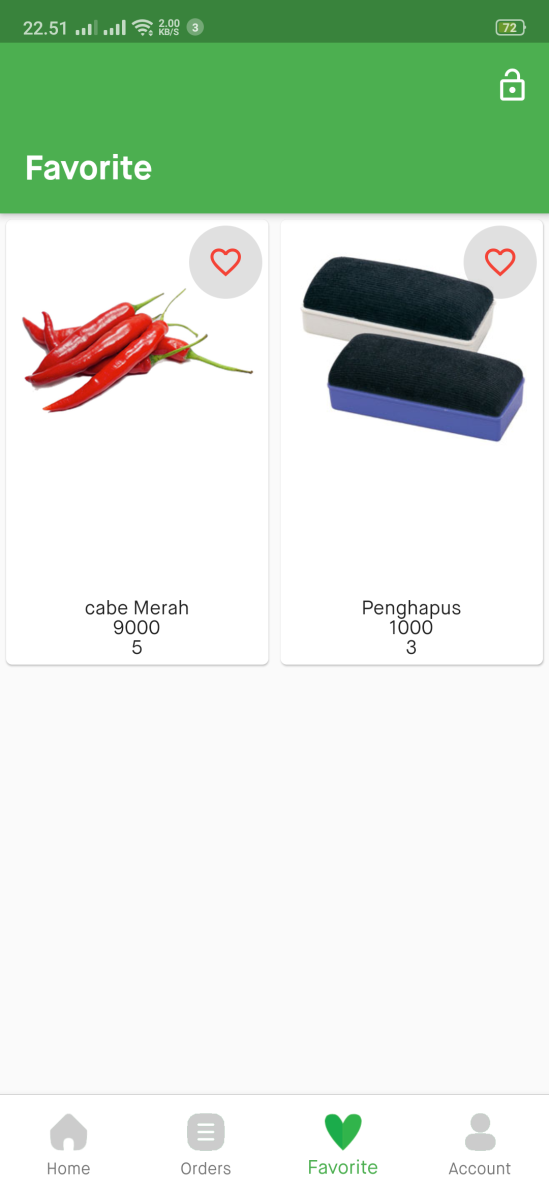 22.51
2.00
KB/S
3
72
Favorite
cabe Merah
9000
5
Penghapus
1000
3
Home
Orders
Favorite
Account